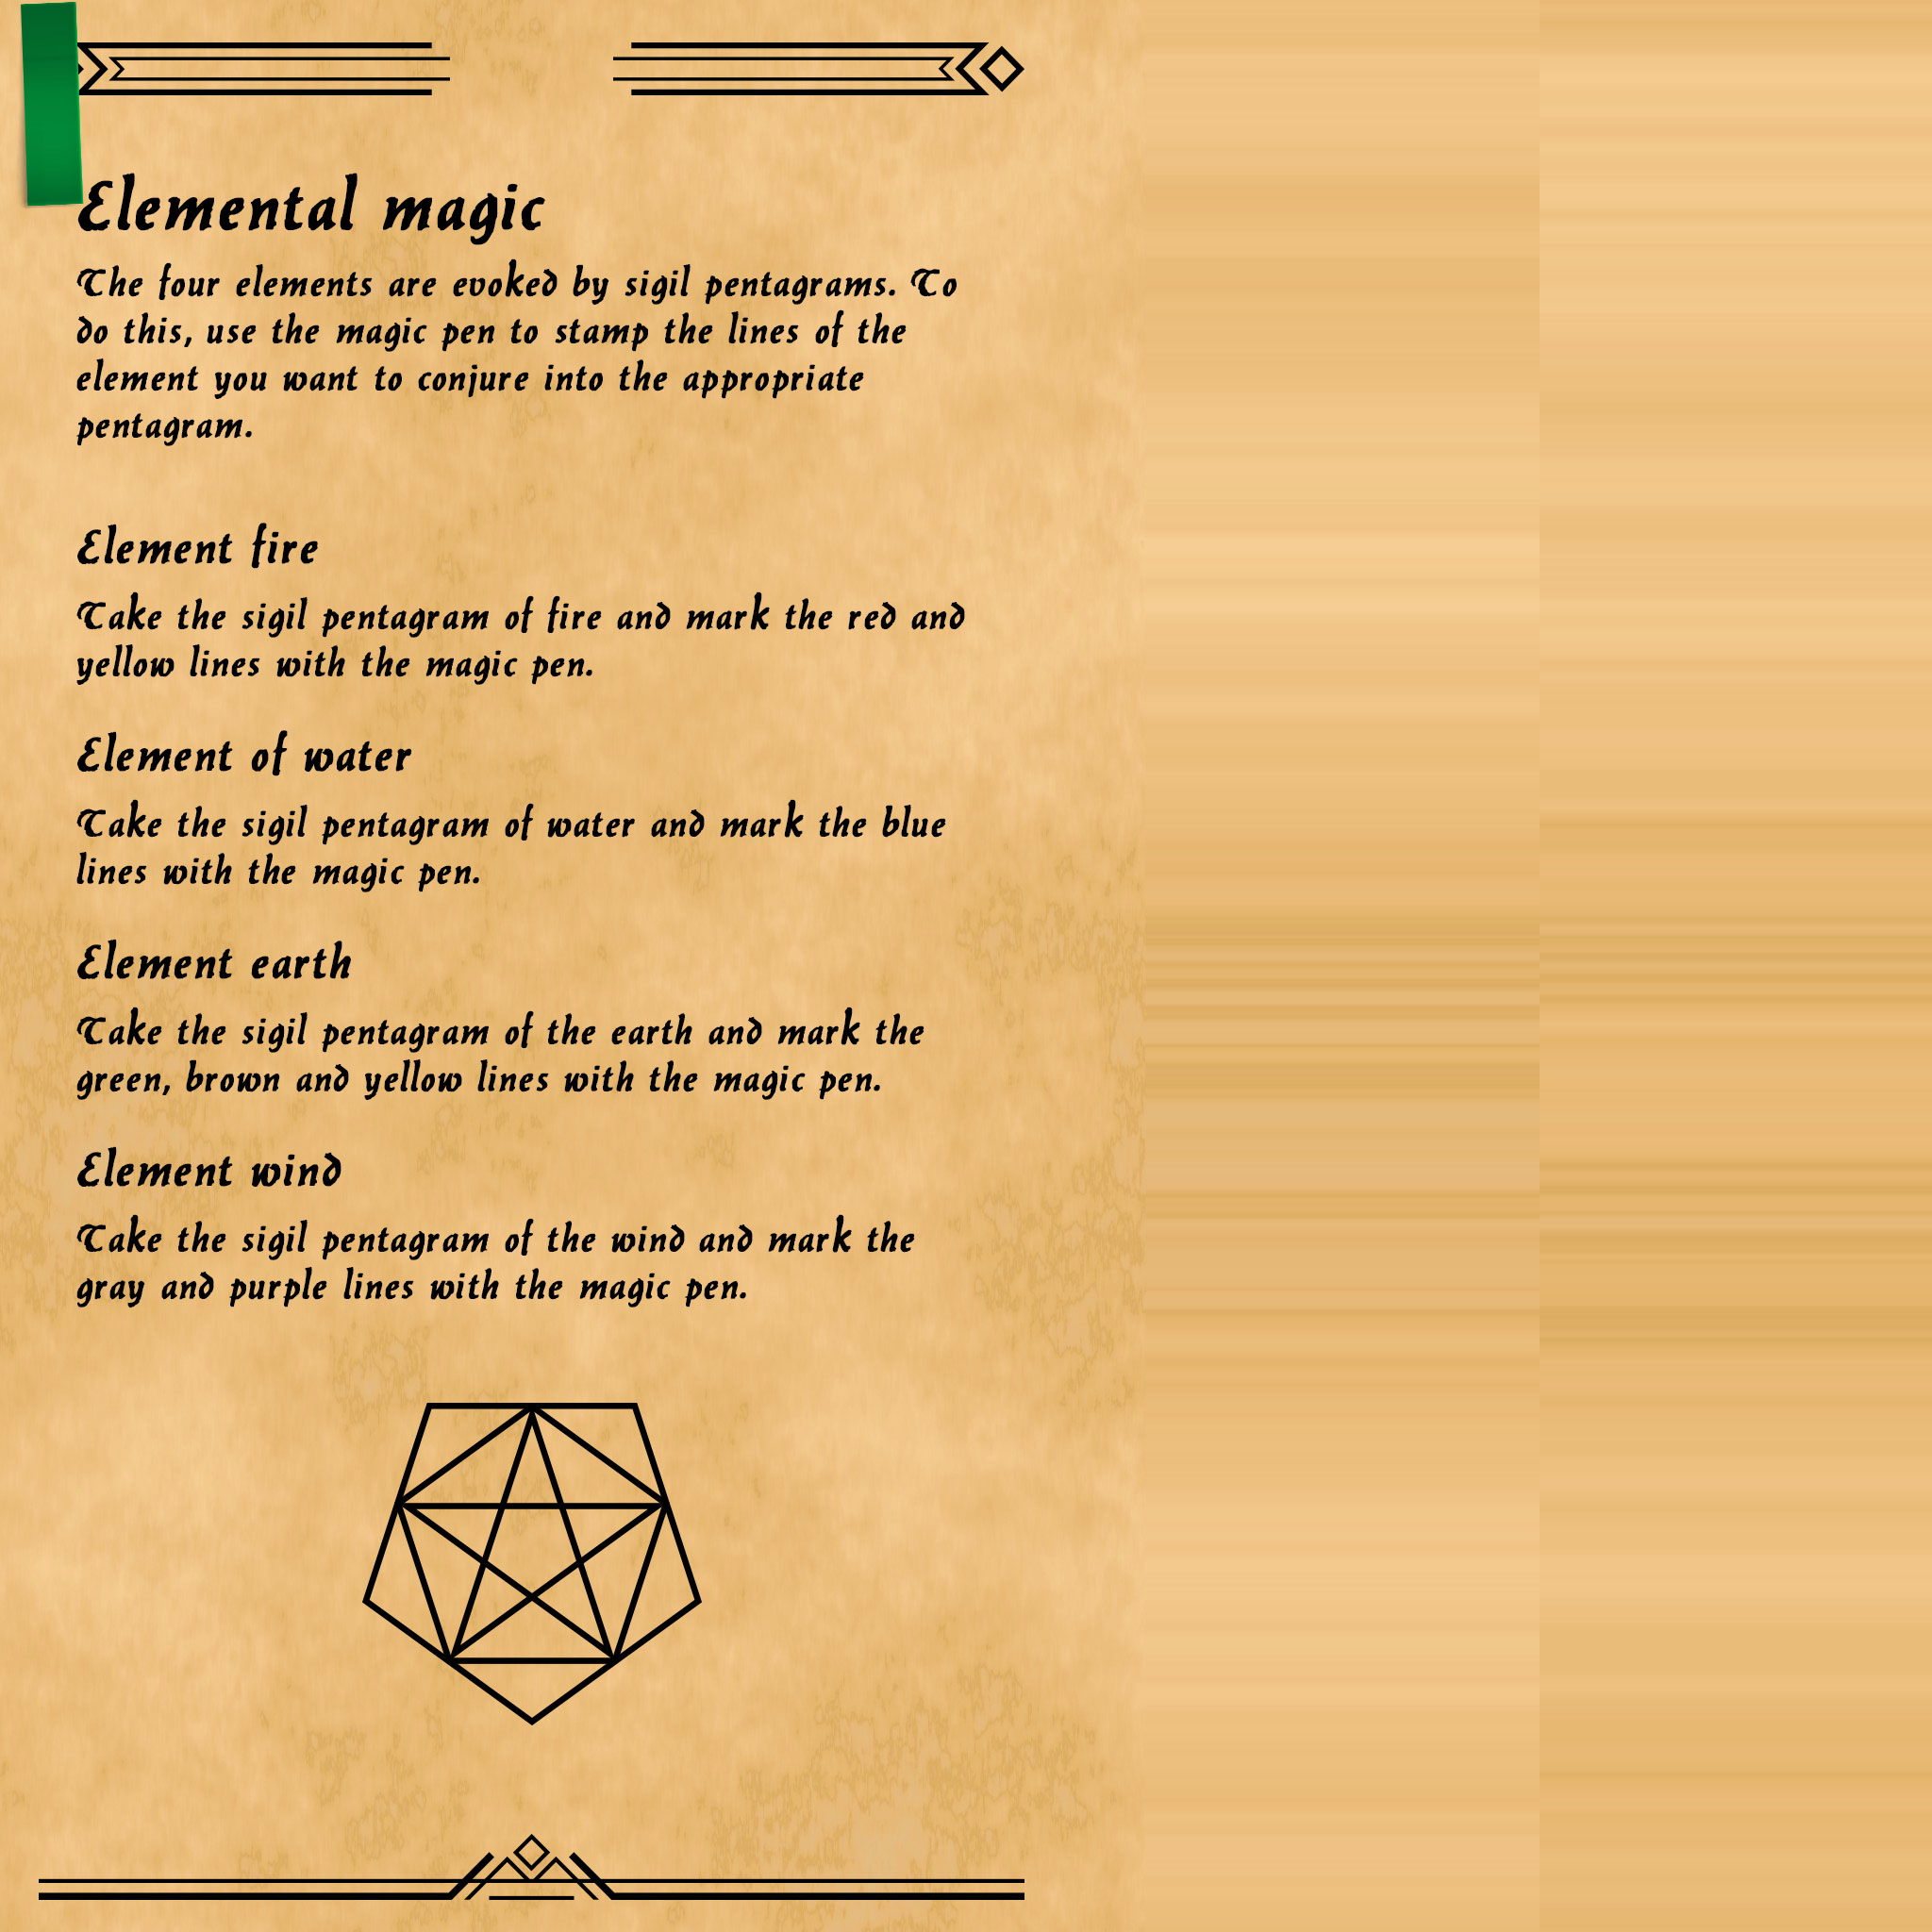 Elemental magic
The four elements are evoked by sigil pentagrams. To
do this, use the magic pen to stamp the lines of the
element you want to conjure into the appropriate
pentagram.
Element fire
Take the sigil pentagram of fire and mark the red and
yellow lines with the magic pen.
Element of water
Take the sigil pentagram of water and mark the blue
lines with the magic pen.
Element earth
Take the sigil pentagram of the earth and mark the
green, brown and yellow lines with the magic pen.
Element wind
Take the sigil pentagram of the wind and mark the
gray and purple lines with the magic pen.